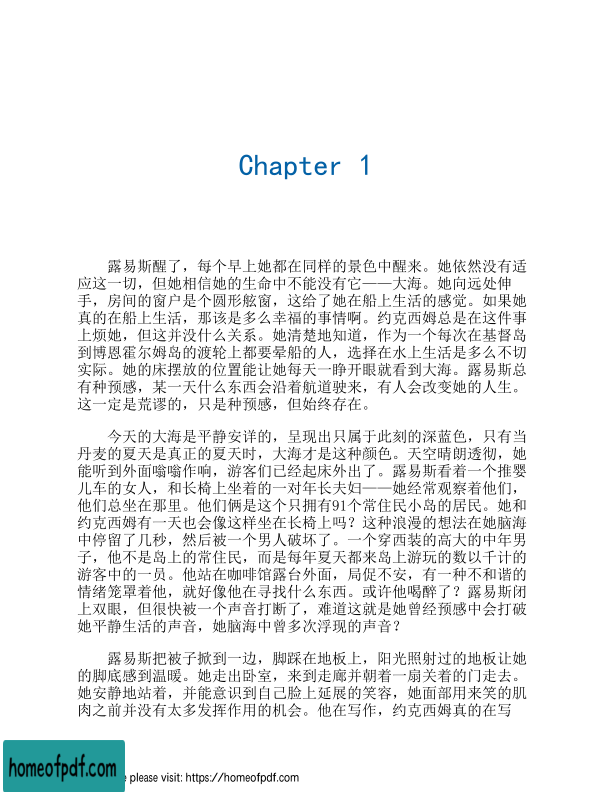 Chapter 1
露易斯醒了，每个早上她都在同样的景色中醒来。她依然没有适
应这一切，但她相信她的生命中不能没有它——大海。她向远处伸
手，房间的窗户是个圆形舷窗，这给了她在船上生活的感觉。如果她
真的在船上生活，那该是多么幸福的事情啊。约克西姆总是在这件事
上烦她，但这并没什么关系。她清楚地知道，作为一个每次在基督岛
到博恩霍尔姆岛的渡轮上都要晕船的人，选择在水上生活是多么不切
实际。她的床摆放的位置能让她每天一睁开眼就看到大海。露易斯总
有种预感，某一天什么东西会沿着航道驶来，有人会改变她的人生。
这一定是荒谬的，只是种预感，但始终存在。
今天的大海是平静安详的，呈现出只属于此刻的深蓝色，只有当
丹麦的夏天是真正的夏天时，大海才是这种颜色。天空晴朗透彻，她
能听到外面嗡嗡作响，游客们已经起床外出了。露易斯看着一个推婴
儿车的女人，和长椅上坐着的一对年长夫妇——她经常观察着他们，
他们总坐在那里。他们俩是这个只拥有91个常住民小岛的居民。她和
约克西姆有一天也会像这样坐在长椅上吗？这种浪漫的想法在她脑海
中停留了几秒，然后被一个男人破坏了。一个穿西装的高大的中年男
子，他不是岛上的常住民，而是每年夏天都来岛上游玩的数以千计的
游客中的一员。他站在咖啡馆露台外面，局促不安，有一种不和谐的
情绪笼罩着他，就好像他在寻找什么东西。或许他喝醉了？露易斯闭
上双眼，但很快被一个声音打断了，难道这就是她曾经预感中会打破
她平静生活的声音，她脑海中曾多次浮现的声音？
露易斯把被子掀到一边，脚踩在地板上，阳光照射过的地板让她
的脚底感到温暖。她走出卧室，来到走廊并朝着一扇关着的门走去。
她安静地站着，并能意识到自己脸上延展的笑容，她面部用来笑的肌
肉之前并没有太多发挥作用的机会。他在写作，约克西姆真的在写
homeofpdf.com
please visit: https://homeofpdf.com